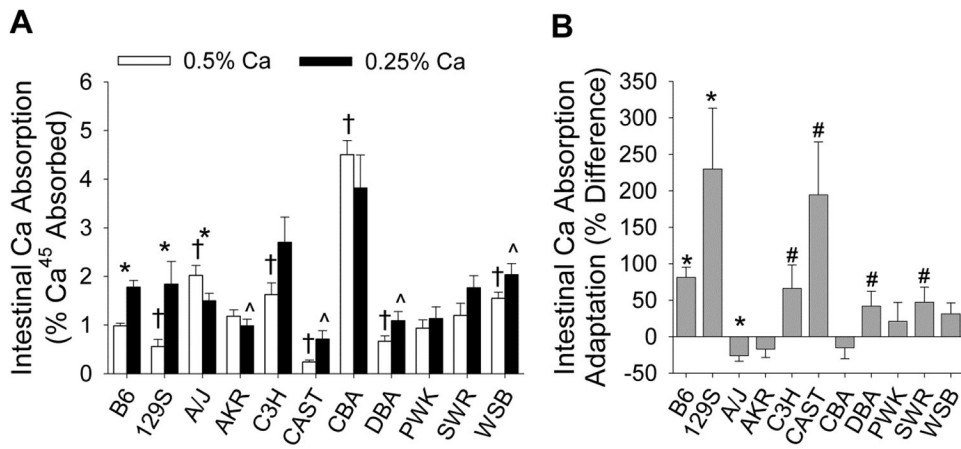 A
0.5% Ca
0.25% Ca
Intestinal Ca Absorption
(% Ca⁴⁵ Absorbed)
6
5
4
3
2
1
0
*
†
*
†
*
^
†
†
^
†
†
^
†
^
B6
129S
A/J
AKR
C3H
CAST
CBA
DBA
PWK
SWR
WSB
B
Intestinal Ca Absorption
Adaptation (% Difference)
350
300
250
200
150
100
50
0
-50
*
*
*
#
#
#
#
B6
129S
A/J
AKR
C3H
CAST
CBA
DBA
PWK
SWR
WSB